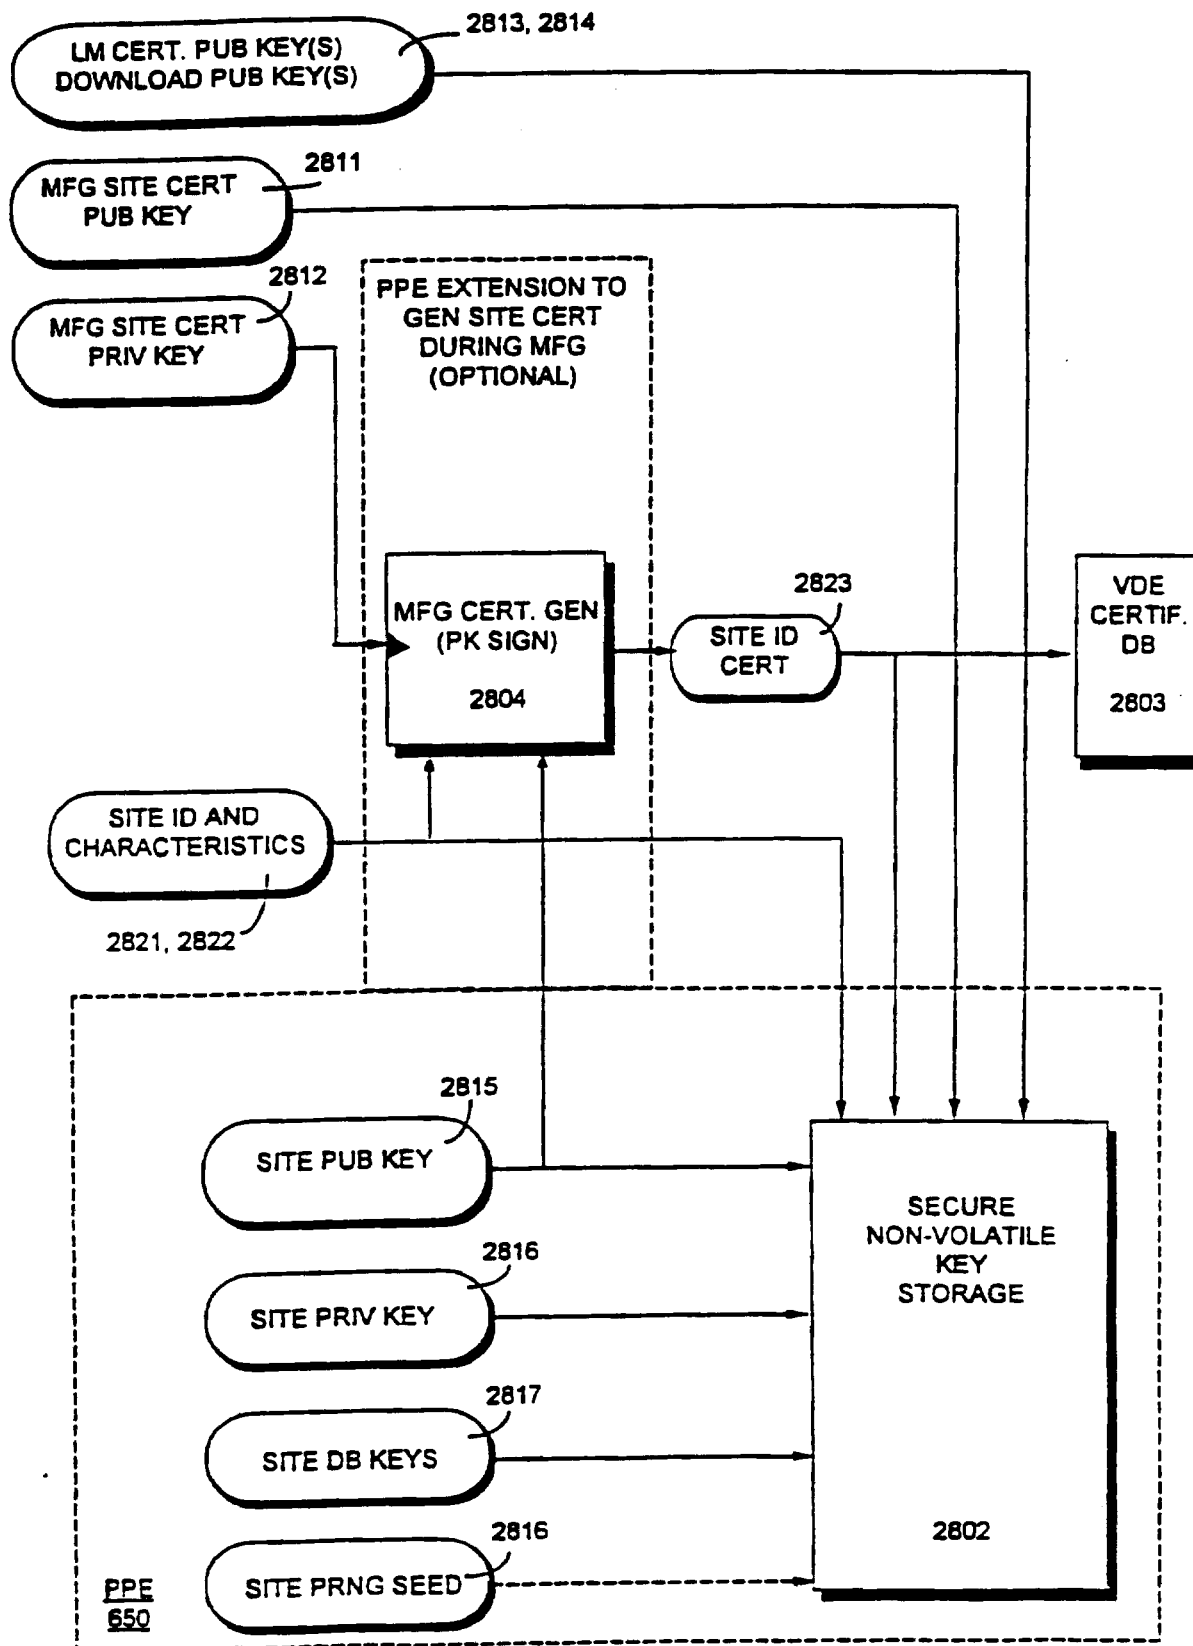 2813, 2814
LM CERT. PUB KEY(S)
DOWNLOAD PUB KEY(S)
2811
MFG SITE CERT
PUB KEY
2812
MFG SITE CERT
PRIV KEY
PPE EXTENSION TO
GEN SITE CERT
DURING MFG
(OPTIONAL)
MFG CERT. GEN
(PK SIGN)
2804
2823
SITE ID
CERT
VDE
CERTIF.
DB
2803
SITE ID AND
CHARACTERISTICS
2821, 2822
2815
SITE PUB KEY
2816
SITE PRIV KEY
2817
SITE DB KEYS
2816
SITE PRNG SEED
SECURE
NON-VOLATILE
KEY
STORAGE
2802
PPE
650